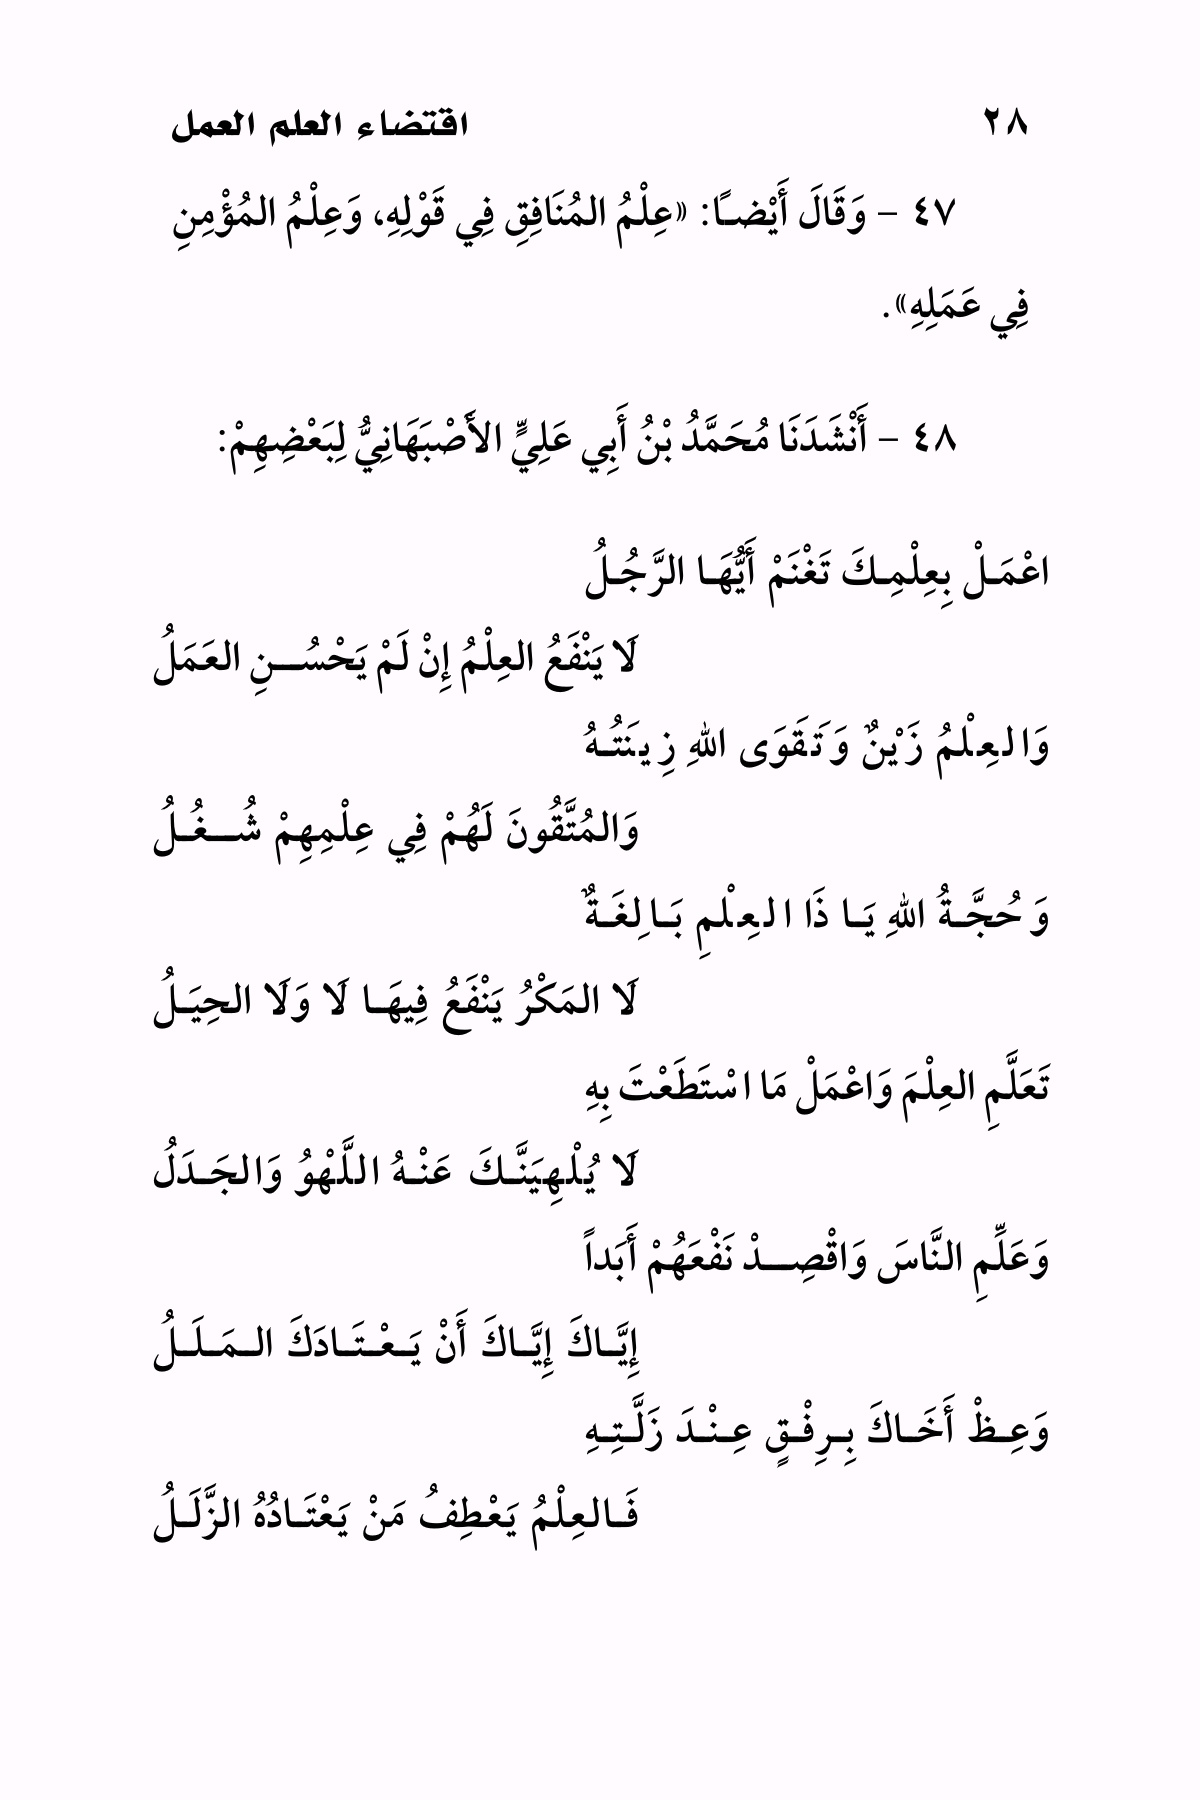 ٢٨ اقتضاء العلم العمل
٤٧ – وَقَالَ أَيْضًا: «عِلْمُ المُنَافِقِ فِي قَوْلِهِ، وَعِلْمُ المُؤْمِنِ
فِي عَمَلِهِ».
٤٨ – أَنْشَدَنَا مُحَمَّدُ بْنُ أَبِي عَلِيٍّ الأَصْبَهَانِيُّ لِبَعْضِهِمْ:
اعْمَلْ بِعِلْمِكَ تَغْنَمْ أَيُّهَا الرَّجُلُ
لَا يَنْفَعُ العِلْمُ إِنْ لَمْ يَحْسُنِ العَمَلُ
وَالعِلْمُ زَيْنٌ وَتَقَوَى اللهِ زِينَتُهُ
وَالمُتَّقُونَ لَهُمْ فِي عِلْمِهِمْ شُغُلُ
وَحُجَّةُ اللهِ يَا ذَا العِلْمِ بَالِغَةٌ
لَا المَكْرُ يَنْفَعُ فِيهَا لَا وَلَا الحِيَلُ
تَعَلَّمِ العِلْمَ وَاعْمَلْ مَا اسْتَطَعْتَ بِهِ
لَا يُلْهِيَنَّكَ عَنْهُ اللَّهْوُ وَالجَدَلُ
وَعَلِّمِ النَّاسَ وَاقْصِدْ نَفْعَهُمْ أَبَداً
إِيَّاكَ إِيَّاكَ أَنْ يَعْتَادَكَ المَلَلُ
وَعِظْ أَخَاكَ بِرِفْقٍ عِنْدَ زَلَّتِهِ
فَالعِلْمُ يَعْطِفُ مَنْ يَعْتَادُهُ الزَّلَلُ